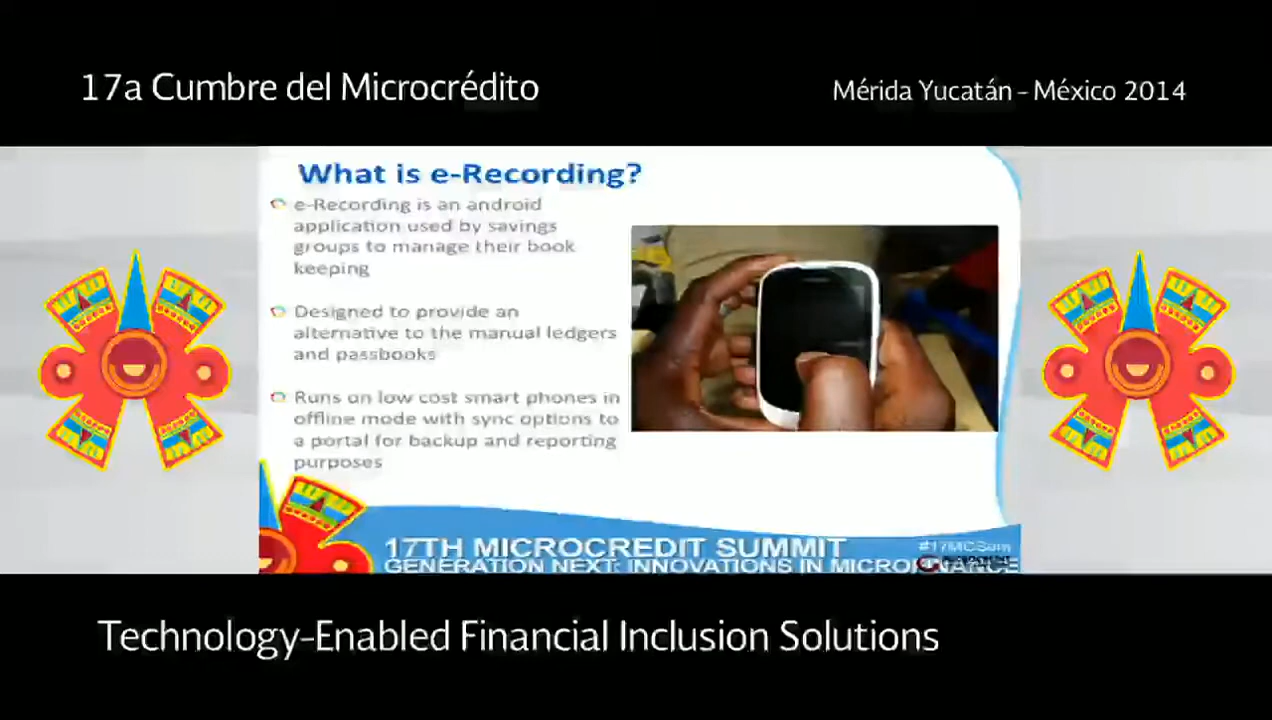 17a Cumbre del Microcrédito
Mérida Yucatán - México 2014
What is e-Recording?
e-Recording is an android
application used by savings
groups to manage their book
keeping
Designed to provide an
alternative to the manual ledgers
and passbooks
Runs on low cost smart phones in
offline mode with sync options to
a portal for backup and reporting
purposes
17TH MICROCREDIT SUMMIT
#17MCSum
GENERATION NEXT: INNOVATIONS IN MICROFINANCE
Technology-Enabled Financial Inclusion Solutions